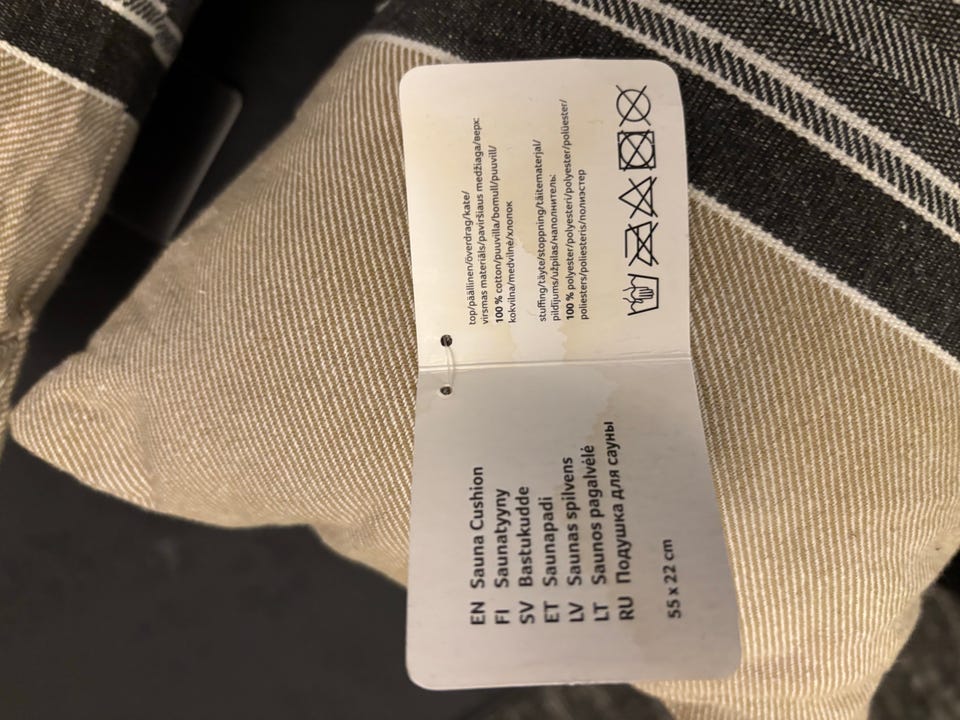 top/päällinen/överdrag/kate/
virsmas materiāls/paviršiaus medžiaga/верх:
100 % cotton/puuvilla/bomull/puuvill/
kokvilna/medvilnė/хлопок
stuffing/täyte/stoppning/täitematerjal/
pildījums/užpilas/наполнитель:
100 % polyester/polyesteri/polyester/polüester/
poliesters/poliesteris/полиэстер
EN Sauna Cushion
FI Saunatyyny
SV Bastukudde
ET Saunapadi
LV Saunas spilvens
LT Saunos pagalvėlė
RU Подушка для сауны
55 x 22 cm